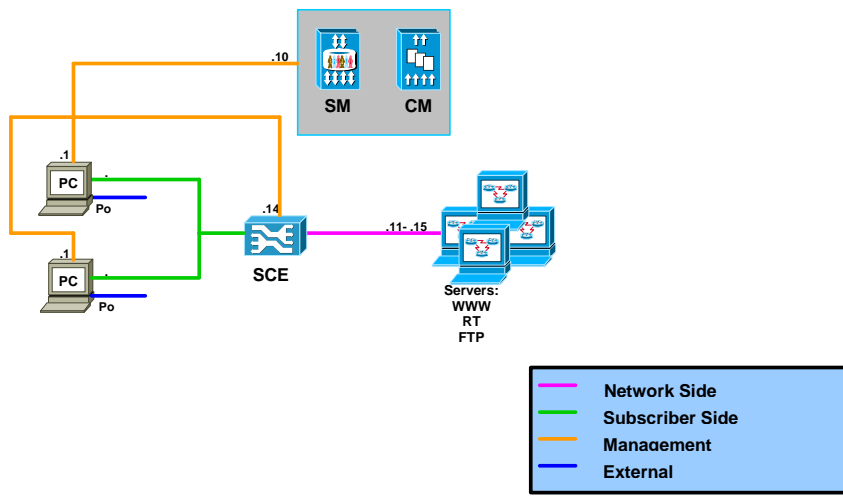 .10
SM CM
.1
PC
.
Po
.14
.11- .15
.1
PC
.
Po
SCE
Servers:
WWW
RT
FTP
Network Side
Subscriber Side
Management
External